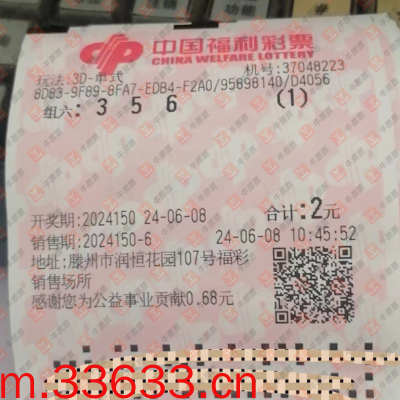 中国福利彩票
CHINA WELFARE LOTTERY
玩法:3D-单式 机号:37048223
8D83-9F89-8FA7-EDB4-F2A0/95898140/D4056
组六: 3 5 6 (1)
开奖期:2024150 24-06-08 合计:2元
销售期:2024150-6 24-06-08 10:45:52
地址:滕州市润恒花园107号福彩
销售场所
感谢您为公益事业贡献0.68元
m.33633.cn